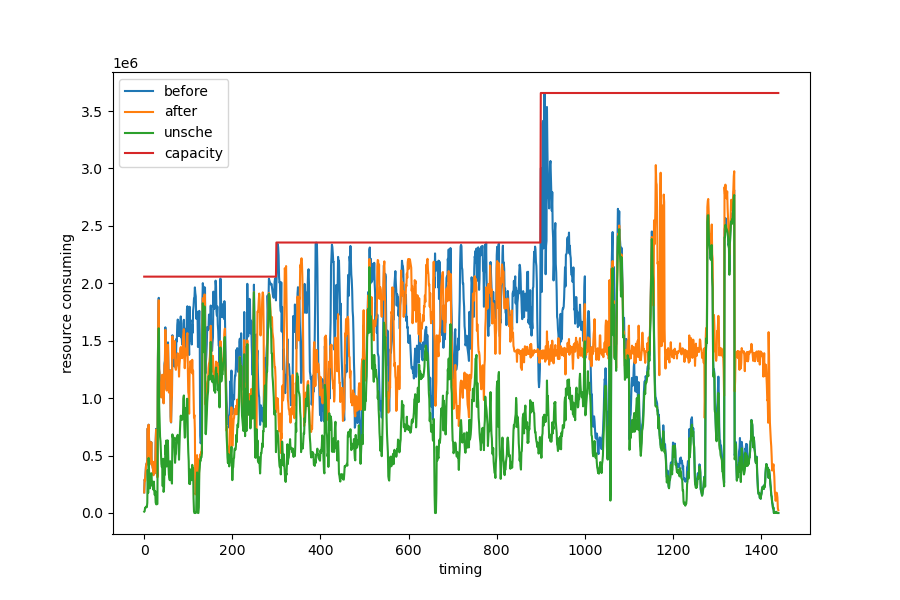 1e6
before
after
unsche
capacity
3.5
3.0
2.5
2.0
1.5
1.0
0.5
0.0
resource consuming
0 200 400 600 800 1000 1200 1400
timing